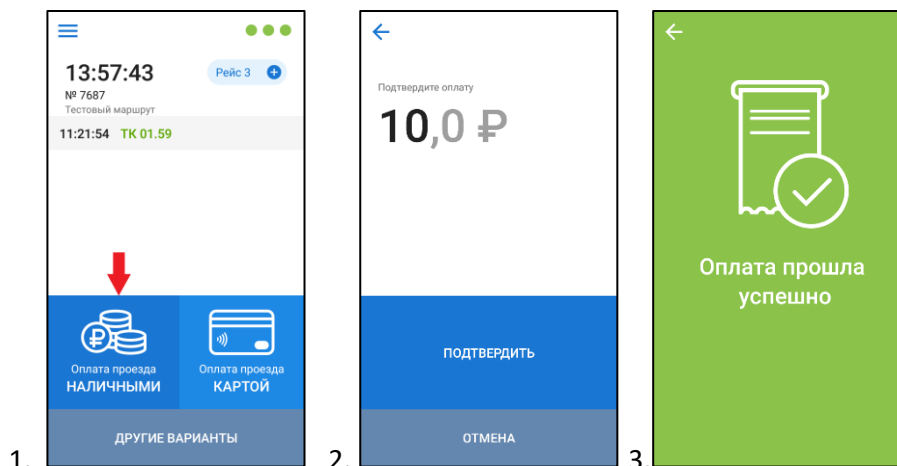 13:57:43
Рейс 3
№ 7687
Тестовый маршрут
11:21:54 ТК 01.59
Оплата проезда
НАЛИЧНЫМИ
Оплата проезда
КАРТОЙ
ДРУГИЕ ВАРИАНТЫ
1.
Подтвердите оплату
10,0 ₽
ПОДТВЕРДИТЬ
ОТМЕНА
2.
Оплата прошла
успешно
3.